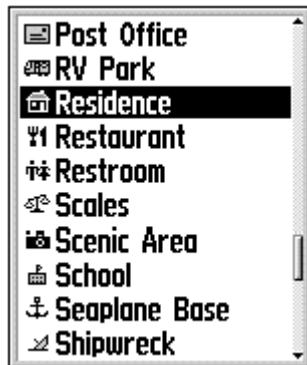 Post Office
RV Park
Residence
Restaurant
Restroom
Scales
Scenic Area
School
Seaplane Base
Shipwreck